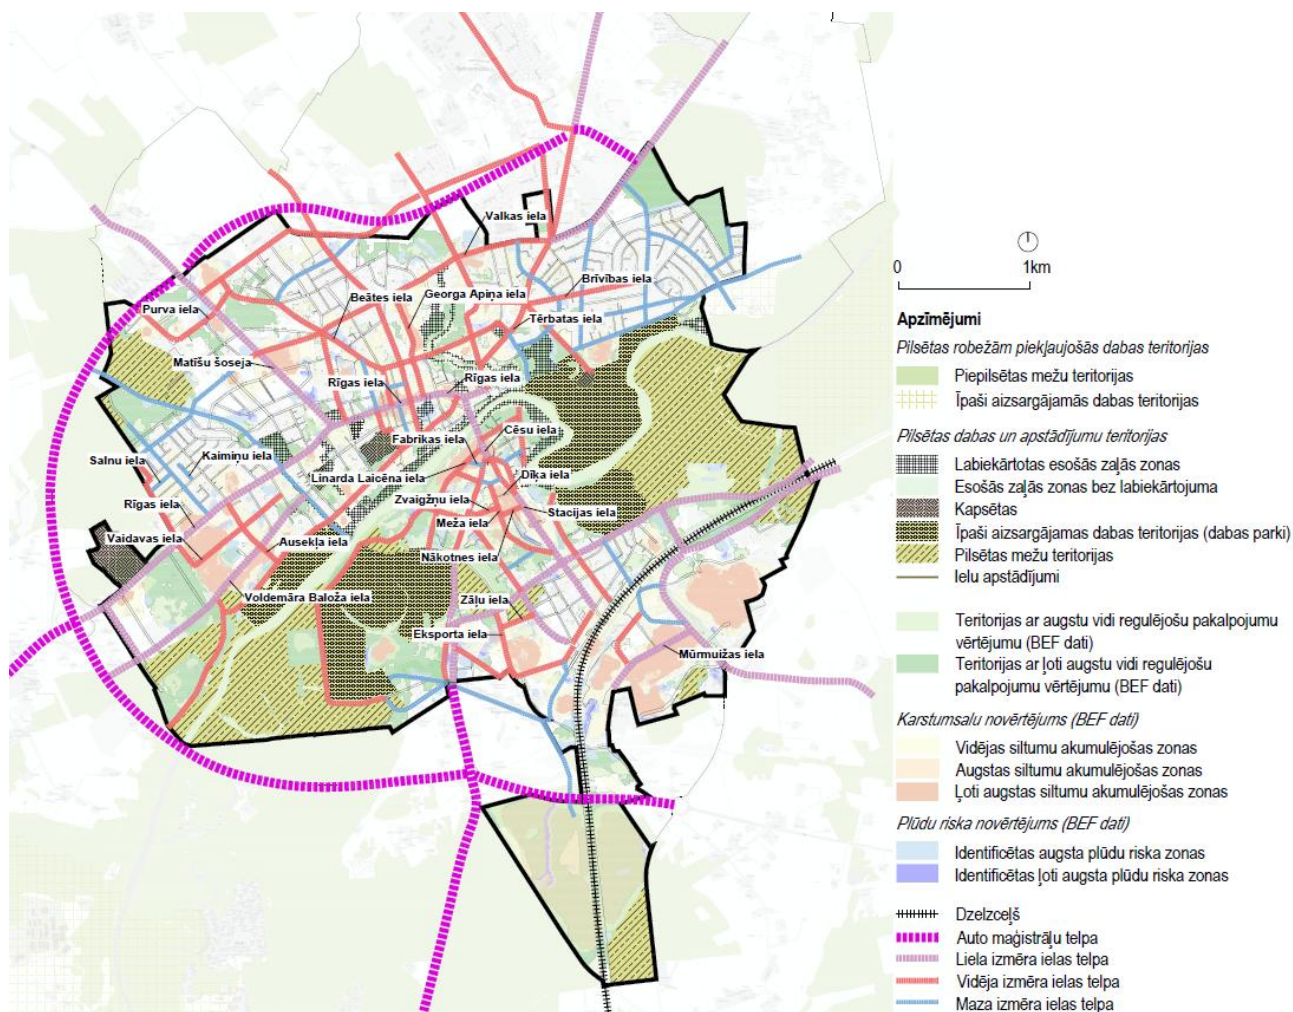 Valkas iela
Brīvības iela
Beātes iela
Georga Apiņa iela
Purva iela
Tērbatas iela
Matīšu šoseja
Rīgas iela
Rīgas iela
Fabrikas iela
Cēsu iela
Kaimiņu iela
Salnu iela
Linarda Laicēna iela
Dīķa iela
Zvaigžņu iela
Rīgas iela
Stacijas iela
Meža iela
Vaidavas iela
Ausekļa iela
Nākotnes iela
Voldemāra Baloža iela
Zāļu iela
Eksporta iela
Mūrmuižas iela
0 1km
Apzīmējumi
Pilsētas robežām piekļaujošās dabas teritorijas
Piepilsētas mežu teritorijas
Īpaši aizsargājamās dabas teritorijas
Pilsētas dabas un apstādījumu teritorijas
Labiekārtotas esošās zaļās zonas
Esošās zaļās zonas bez labiekārtojuma
Kapsētas
Īpaši aizsargājamas dabas teritorijas (dabas parki)
Pilsētas mežu teritorijas
Ielu apstādījumi
Teritorijas ar augstu vidi regulējošu pakalpojumu
vērtējumu (BEF dati)
Teritorijas ar ļoti augstu vidi regulējošu
pakalpojumu vērtējumu (BEF dati)
Karstumsalu novērtējums (BEF dati)
Vidējas siltumu akumulējošas zonas
Augstas siltumu akumulējošas zonas
Ļoti augstas siltumu akumulējošas zonas
Plūdu riska novērtējums (BEF dati)
Identificētas augsta plūdu riska zonas
Identificētas ļoti augsta plūdu riska zonas
Dzelzceļš
Auto maģistrāļu telpa
Liela izmēra ielas telpa
Vidēja izmēra ielas telpa
Maza izmēra ielas telpa